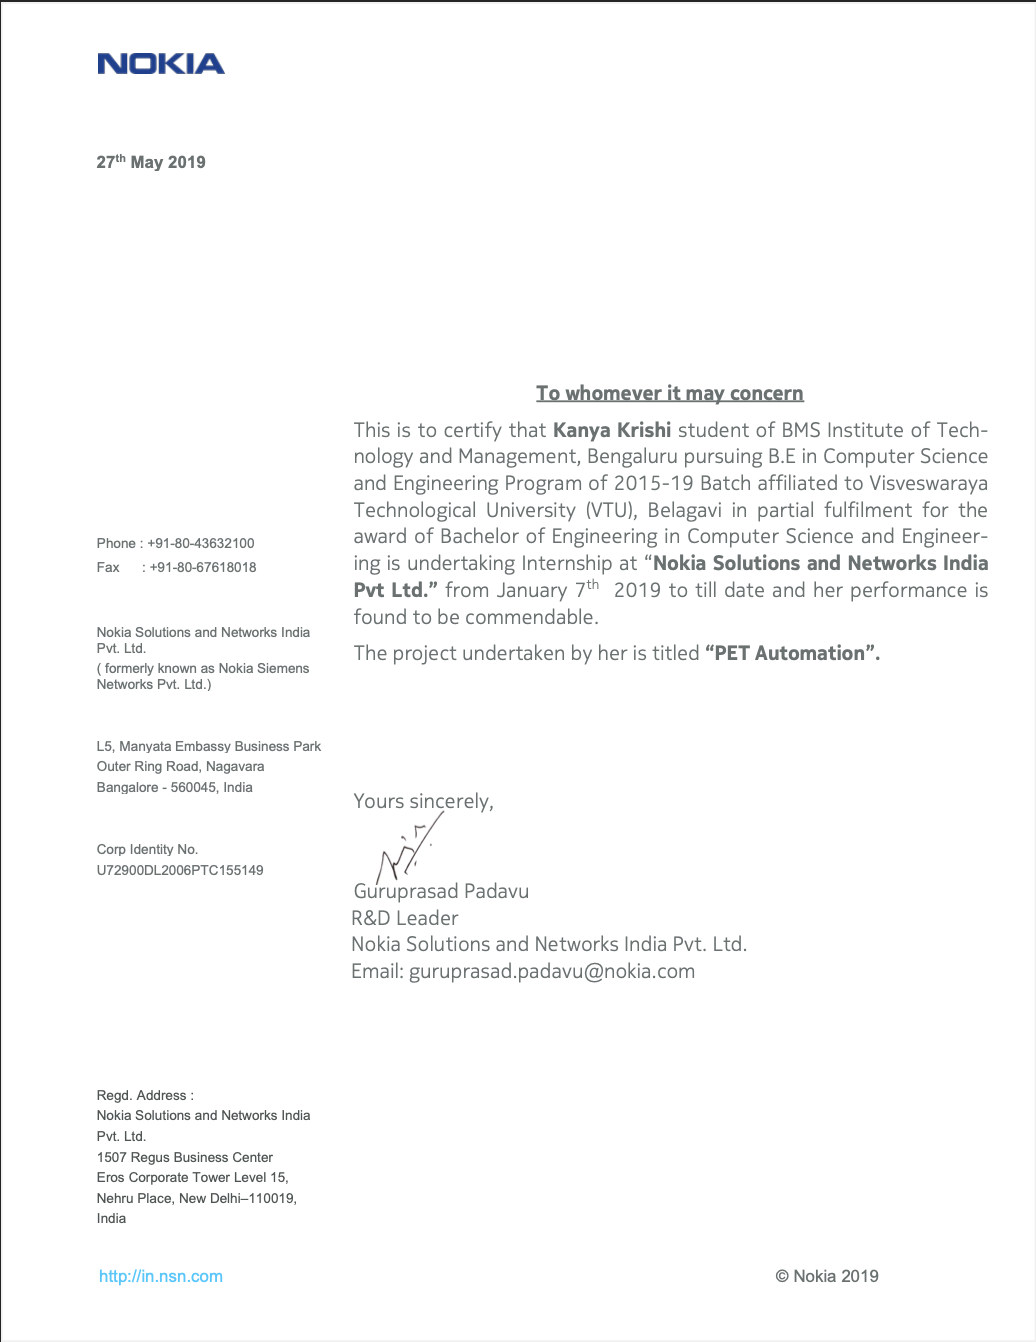 NOKIA
27th May 2019
To whomever it may concern
This is to certify that Kanya Krishi student of BMS Institute of Tech-
nology and Management, Bengaluru pursuing B.E in Computer Science
and Engineering Program of 2015-19 Batch affiliated to Visveswaraya
Technological University (VTU), Belagavi in partial fulfilment for the
award of Bachelor of Engineering in Computer Science and Engineer-
ing is undertaking Internship at “Nokia Solutions and Networks India
Pvt Ltd.” from January 7th 2019 to till date and her performance is
found to be commendable.
The project undertaken by her is titled “PET Automation”.
Phone : +91-80-43632100
Fax : +91-80-67618018
Nokia Solutions and Networks India
Pvt. Ltd.
( formerly known as Nokia Siemens
Networks Pvt. Ltd.)
L5, Manyata Embassy Business Park
Outer Ring Road, Nagavara
Bangalore - 560045, India
Corp Identity No.
U72900DL2006PTC155149
Yours sincerely,
Guruprasad Padavu
R&D Leader
Nokia Solutions and Networks India Pvt. Ltd.
Email: guruprasad.padavu@nokia.com
Regd. Address :
Nokia Solutions and Networks India
Pvt. Ltd.
1507 Regus Business Center
Eros Corporate Tower Level 15,
Nehru Place, New Delhi–110019,
India
http://in.nsn.com
© Nokia 2019